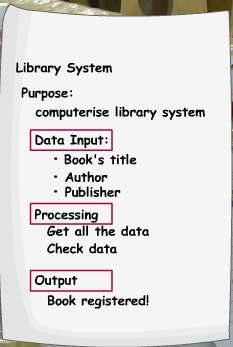 Library System
Purpose:
computerise library system
Data Input:
· Book's title
· Author
· Publisher
Processing
Get all the data
Check data
Output
Book registered!